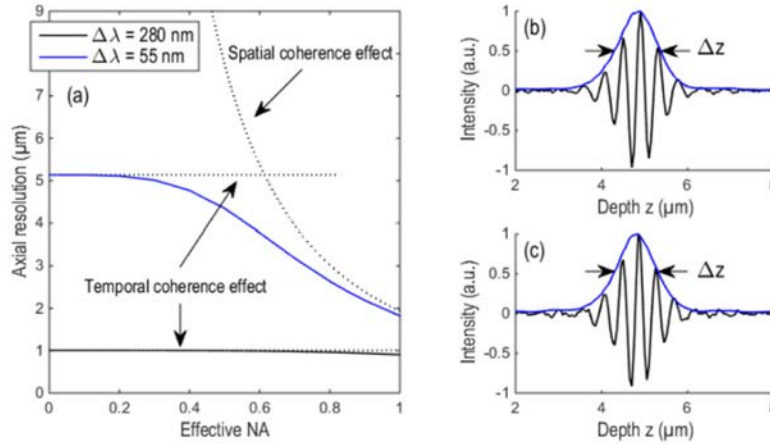 Δ λ = 280 nm
Δ λ = 55 nm
Spatial coherence effect
(a)
Temporal coherence effect
Axial resolution (μm)
9
8
7
6
5
4
3
2
1
0
0
0.2
0.4
0.6
0.8
1
Effective NA
(b)
Δz
Intensity (a.u.)
1
0.5
0
-0.5
-1
2
4
6
8
Depth z (μm)
(c)
Δz
Intensity (a.u.)
1
0.5
0
-0.5
-1
2
4
6
8
Depth z (μm)